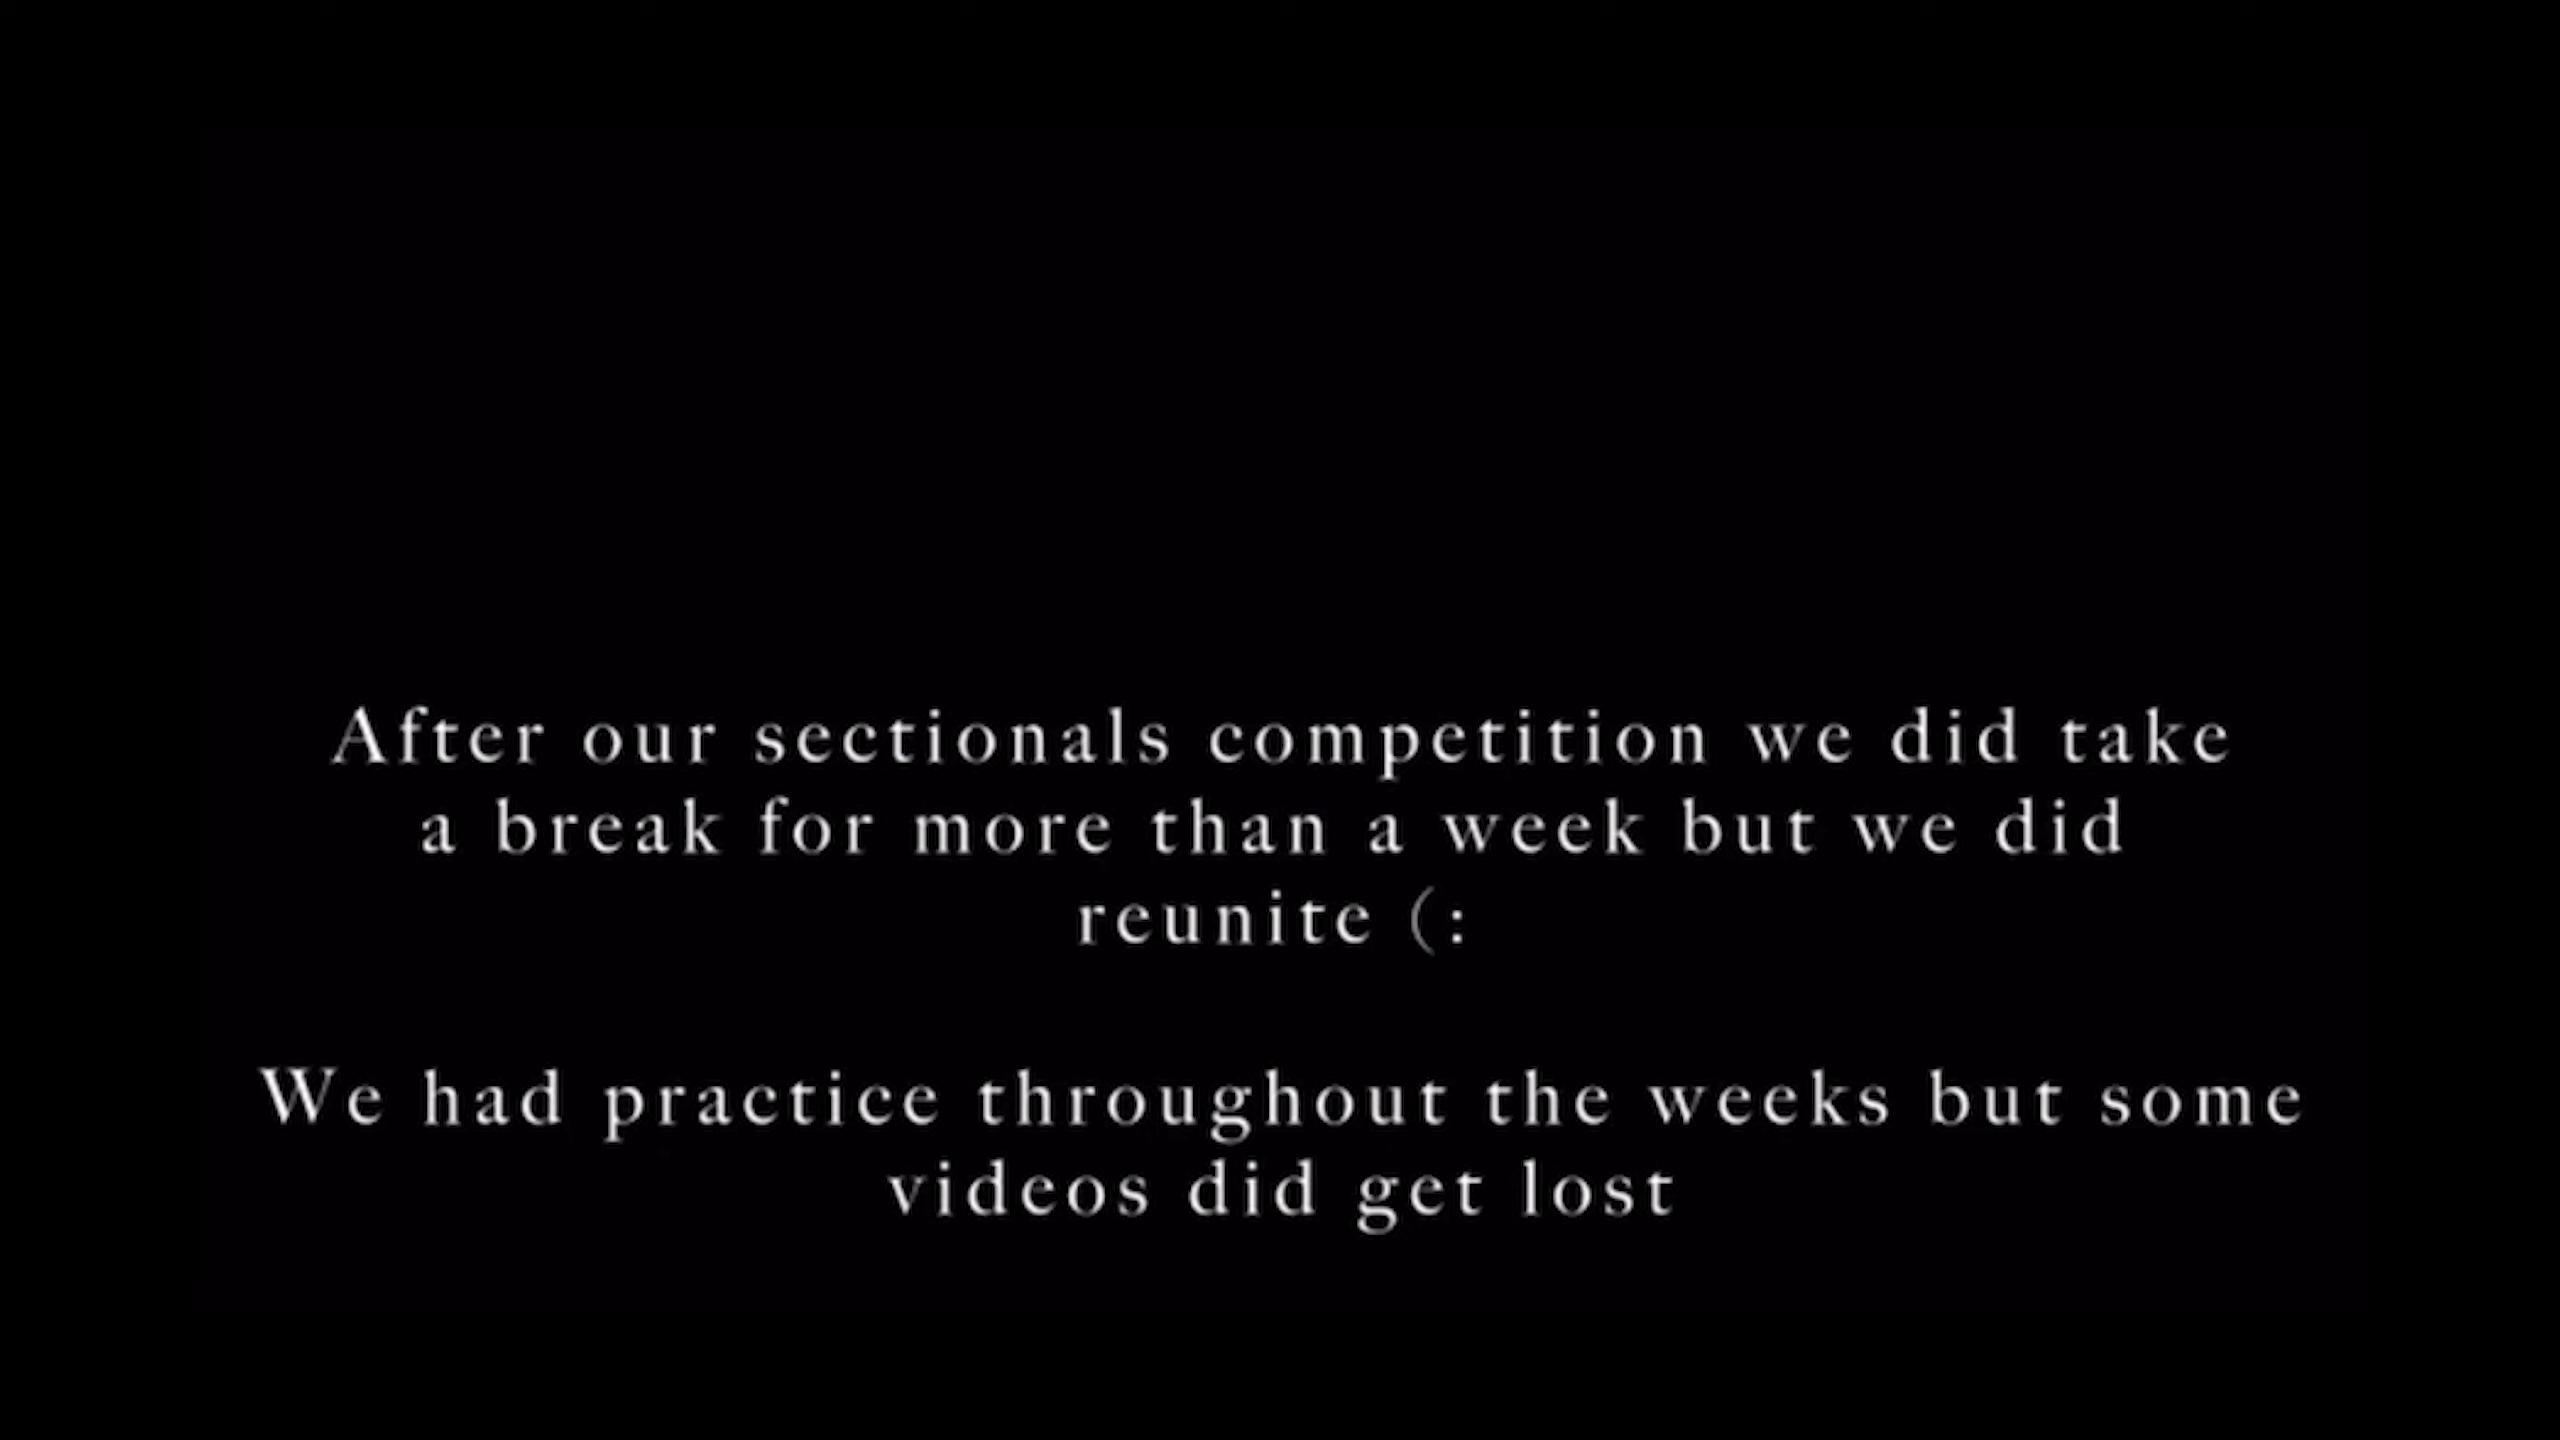 After our sectionals competition we did take
a break for more than a week but we did
reunite (:
We had practice throughout the weeks but some
videos did get lost